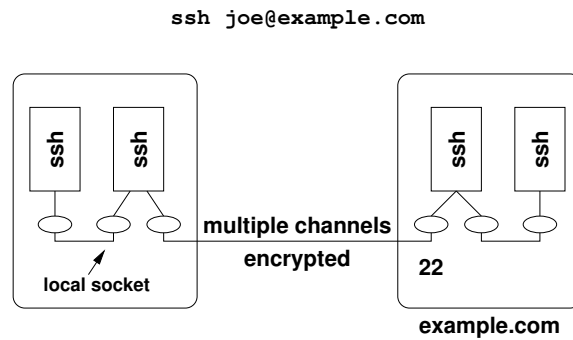 ssh joe@example.com
ssh
ssh
ssh
ssh
multiple channels
encrypted
local socket
22
example.com